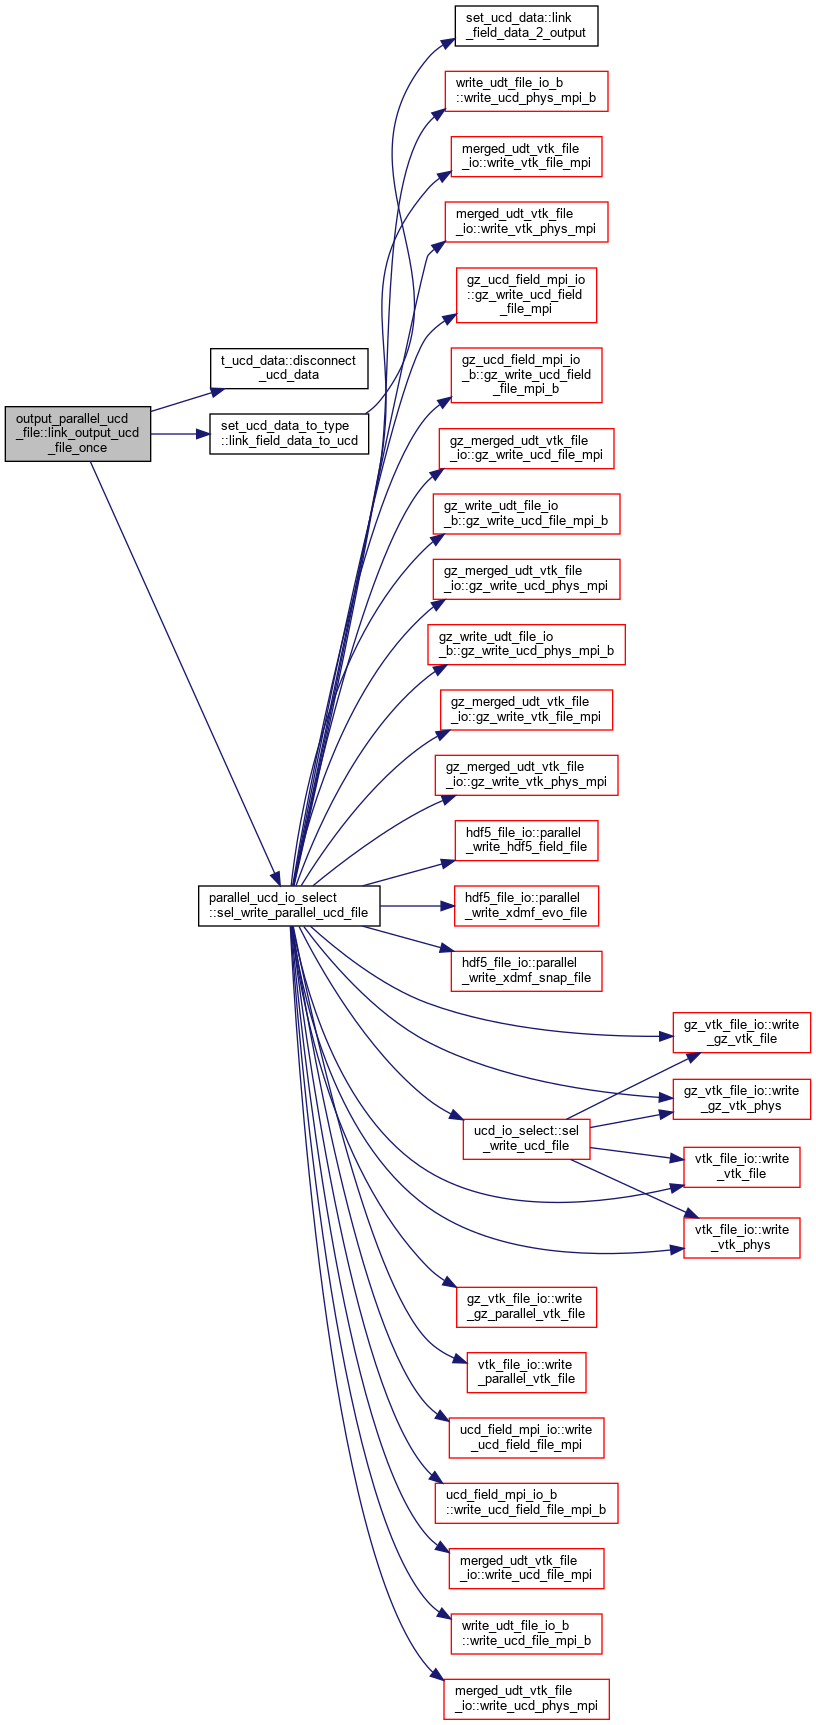 set_ucd_data::link
_field_data_2_output
write_udt_file_io_b
::write_ucd_phys_mpi_b
merged_udt_vtk_file
_io::write_vtk_file_mpi
merged_udt_vtk_file
_io::write_vtk_phys_mpi
gz_ucd_field_mpi_io
::gz_write_ucd_field
_file_mpi
t_ucd_data::disconnect
_ucd_data
gz_ucd_field_mpi_io
_b::gz_write_ucd_field
_file_mpi_b
output_parallel_ucd
_file::link_output_ucd
_file_once
set_ucd_data_to_type
::link_field_data_to_ucd
gz_merged_udt_vtk_file
_io::gz_write_ucd_file_mpi
gz_write_udt_file_io
_b::gz_write_ucd_file_mpi_b
gz_merged_udt_vtk_file
_io::gz_write_ucd_phys_mpi
gz_write_udt_file_io
_b::gz_write_ucd_phys_mpi_b
gz_merged_udt_vtk_file
_io::gz_write_vtk_file_mpi
gz_merged_udt_vtk_file
_io::gz_write_vtk_phys_mpi
hdf5_file_io::parallel
_write_hdf5_field_file
parallel_ucd_io_select
::sel_write_parallel_ucd_file
hdf5_file_io::parallel
_write_xdmf_evo_file
hdf5_file_io::parallel
_write_xdmf_snap_file
gz_vtk_file_io::write
_gz_vtk_file
gz_vtk_file_io::write
_gz_vtk_phys
ucd_io_select::sel
_write_ucd_file
vtk_file_io::write
_vtk_file
vtk_file_io::write
_vtk_phys
gz_vtk_file_io::write
_gz_parallel_vtk_file
vtk_file_io::write
_parallel_vtk_file
ucd_field_mpi_io::write
_ucd_field_file_mpi
ucd_field_mpi_io_b
::write_ucd_field_file_mpi_b
merged_udt_vtk_file
_io::write_ucd_file_mpi
write_udt_file_io_b
::write_ucd_file_mpi_b
merged_udt_vtk_file
_io::write_ucd_phys_mpi